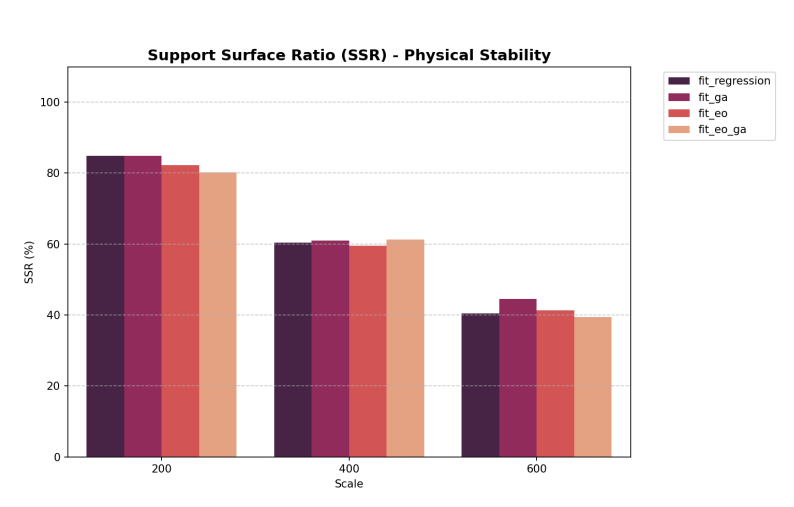 Support Surface Ratio (SSR) - Physical Stability
SSR (%)
100
80
60
40
20
0
200
400
600
Scale
fit_regression
fit_ga
fit_eo
fit_eo_ga